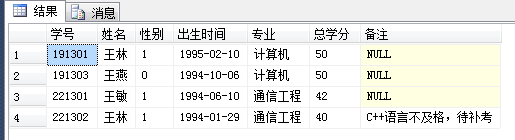 结果 消息
学号 姓名 性别 出生时间 专业 总学分 备注
1 191301 王林 1 1995-02-10 计算机 50 NULL
2 191303 王燕 0 1994-10-06 计算机 50 NULL
3 221301 王敏 1 1994-06-10 通信工程 42 NULL
4 221302 王林 1 1994-01-29 通信工程 40 C++语言不及格，待补考